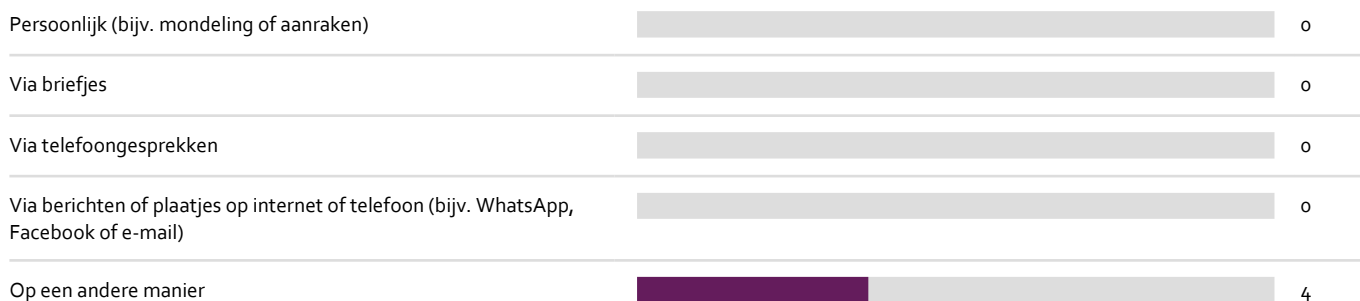 Persoonlijk (bijv. mondeling of aanraken) 0
Via briefjes 0
Via telefoongesprekken 0
Via berichten of plaatjes op internet of telefoon (bijv. WhatsApp, 0
Facebook of e-mail)
Op een andere manier 4